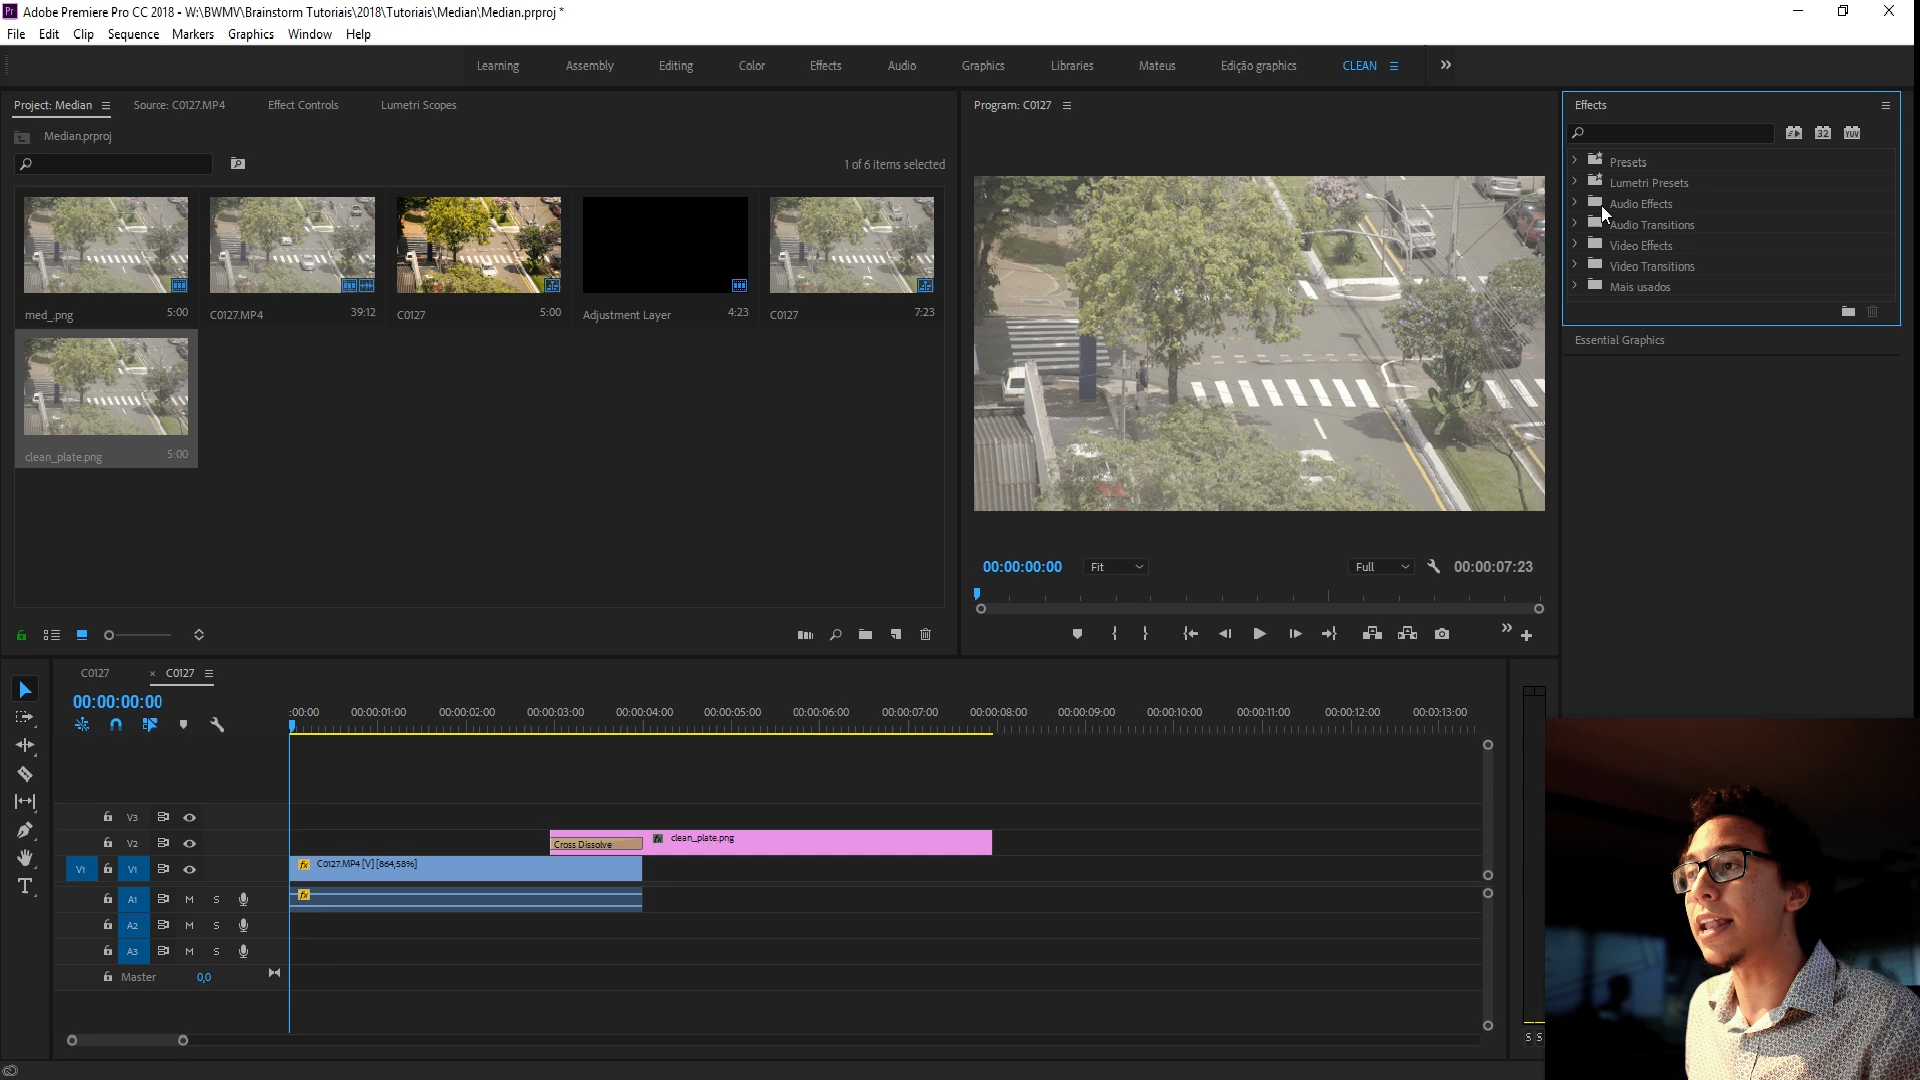 Adobe Premiere Pro CC 2018 - W:\BWMV\Brainstorm Tutoriais\2018\Tutoriais\Median\Median.prproj *
File Edit Clip Sequence Markers Graphics Window Help
Learning Assembly Editing Color Effects Audio Graphics Libraries Mateus Edição graphics CLEAN
Project: Median Source: C0127.MP4 Effect Controls Lumetri Scopes
Median.prproj
1 of 6 items selected
med_.png 5:00
C0127.MP4 39:12
C0127 5:00
Adjustment Layer 4:23
C0127 7:23
clean_plate.png 5:00
Program: C0127
00:00:00:00 Fit Full 00:00:07:23
Effects
32 YUV
Presets
Lumetri Presets
Audio Effects
Audio Transitions
Video Effects
Video Transitions
Mais usados
Essential Graphics
C0127 × C0127
00:00:00:00
:00:00 00:00:01:00 00:00:02:00 00:00:03:00 00:00:04:00 00:00:05:00 00:00:06:00 00:00:07:00 00:00:08:00 00:00:09:00 00:00:10:00 00:00:11:00 00:00:12:00 00:00:13:00
V3
V2 Cross Dissolve fx clean_plate.png
V1 V1 fx C0127.MP4 [V] [864,58%]
A1 M S fx
A2 M S
A3 M S
Master 0,0
S S